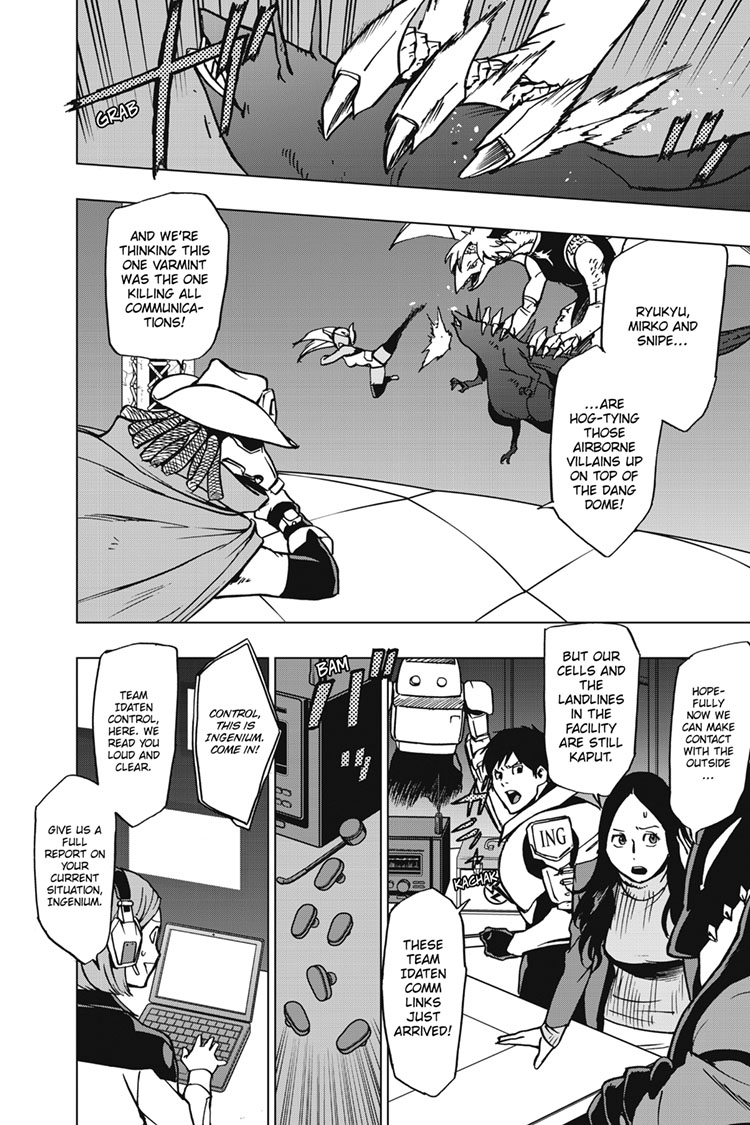 GRAB
RYUKYU,
MIRKO AND
SNIPE...
...ARE
HOG-TYING
THOSE
AIRBORNE
VILLAINS UP
ON TOP OF
THE DANG
DOME!
AND WE'RE
THINKING THIS
ONE VARMINT
WAS THE ONE
KILLING ALL
COMMUNICA-
TIONS!
HOPE-
FULLY
NOW WE
CAN MAKE
CONTACT
WITH THE
OUTSIDE
...
BUT OUR
CELLS AND
THE
LANDLINES
IN THE
FACILITY
ARE STILL
KAPUT.
ING
KACHAK
THESE
TEAM
IDATEN
COMM
LINKS
JUST
ARRIVED!
BAM
CONTROL,
THIS IS
INGENIUM.
COME IN!
TEAM
IDATEN
CONTROL,
HERE. WE
READ YOU
LOUD AND
CLEAR.
GIVE US A
FULL
REPORT ON
YOUR
CURRENT
SITUATION,
INGENIUM.